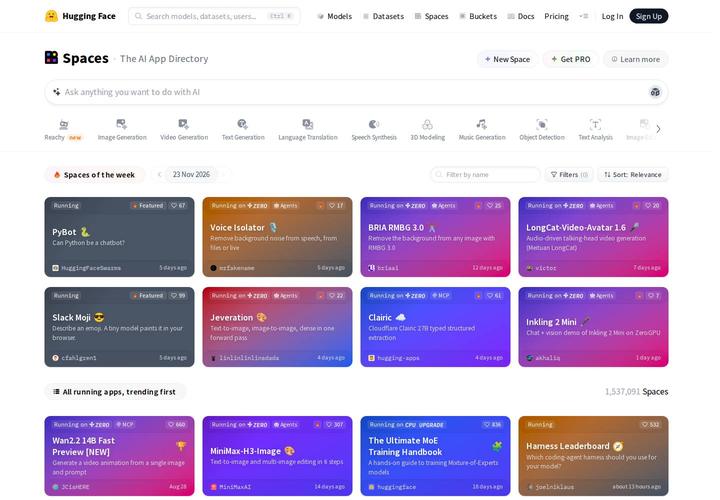 Hugging Face
Search models, datasets, users...
Ctrl K
Models
Datasets
Spaces
Buckets
Docs
Pricing
Log In
Sign Up
Spaces · The AI App Directory
New Space
Get PRO
Learn more
Ask anything you want to do with AI
Reachy new
Image Generation
Video Generation
Text Generation
Language Translation
Speech Synthesis
3D Modeling
Music Generation
Object Detection
Text Analysis
Spaces of the week
23 Nov 2026
Filter by name
Filters (0)
Sort: Relevance
Running
Featured
67
PyBot
Can Python be a chatbot?
HuggingFaceSwarms
5 days ago
Running on ZERO
Agents
17
Voice Isolator
Remove background noise from speech, from
files or live
mrfakename
5 days ago
Running on ZERO
Agents
25
BRIA RMBG 3.0
Remove the background from any image with
RMBG 3.0
briaai
12 days ago
Running on ZERO
Agents
20
LongCat-Video-Avatar 1.6
Audio-driven talking-head video generation
(Meituan LongCat)
victor
7 days ago
Running
Featured
99
Slack Moji
Describe an emoji. A tiny model paints it in your
browser.
cfahlgren1
5 days ago
Running on ZERO
Agents
22
Jeveration
Text-to-image, image-to-image, dense in one
forward pass
linlinlinlinadada
4 days ago
Running on ZERO
MCP
61
Clairic
Cloudflare Clairic 27B typed structured
extraction
hugging-apps
4 days ago
Running on ZERO
Agents
7
Inkling 2 Mini
Chat + vision demo of Inkling 2 Mini on ZeroGPU
akhaliq
1 day ago
All running apps, trending first
1,537,091 Spaces
Running on ZERO
MCP
660
Wan2.2 14B Fast
Preview [NEW]
Generate a video animation from a single image
and prompt
JCisHERE
Aug 28
Running on ZERO
Agents
307
MiniMax-H3-Image
Text-to-image and multi-image editing in 6 steps
MiniMaxAI
14 days ago
Running on CPU UPGRADE
836
The Ultimate MoE
Training Handbook
A hands-on guide to training Mixture-of-Experts
models
huggingface
18 days ago
Running
532
Harness Leaderboard
Which coding-agent harness should you use for
your model?
joelniklaus
about 13 hours ago